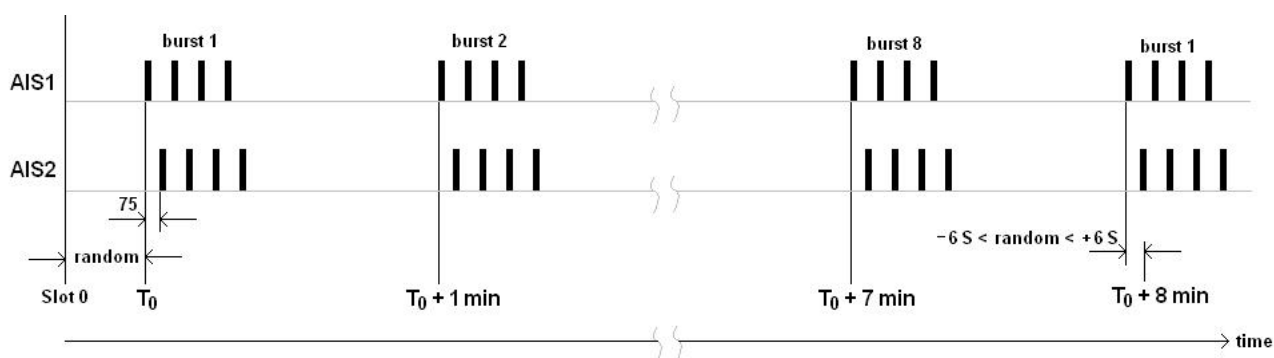 burst 1
burst 2
burst 8
burst 1
AIS1
AIS2
75
−6 S < random < +6 S
random
Slot 0
T0
T0 + 1 min
T0 + 7 min
T0 + 8 min
time